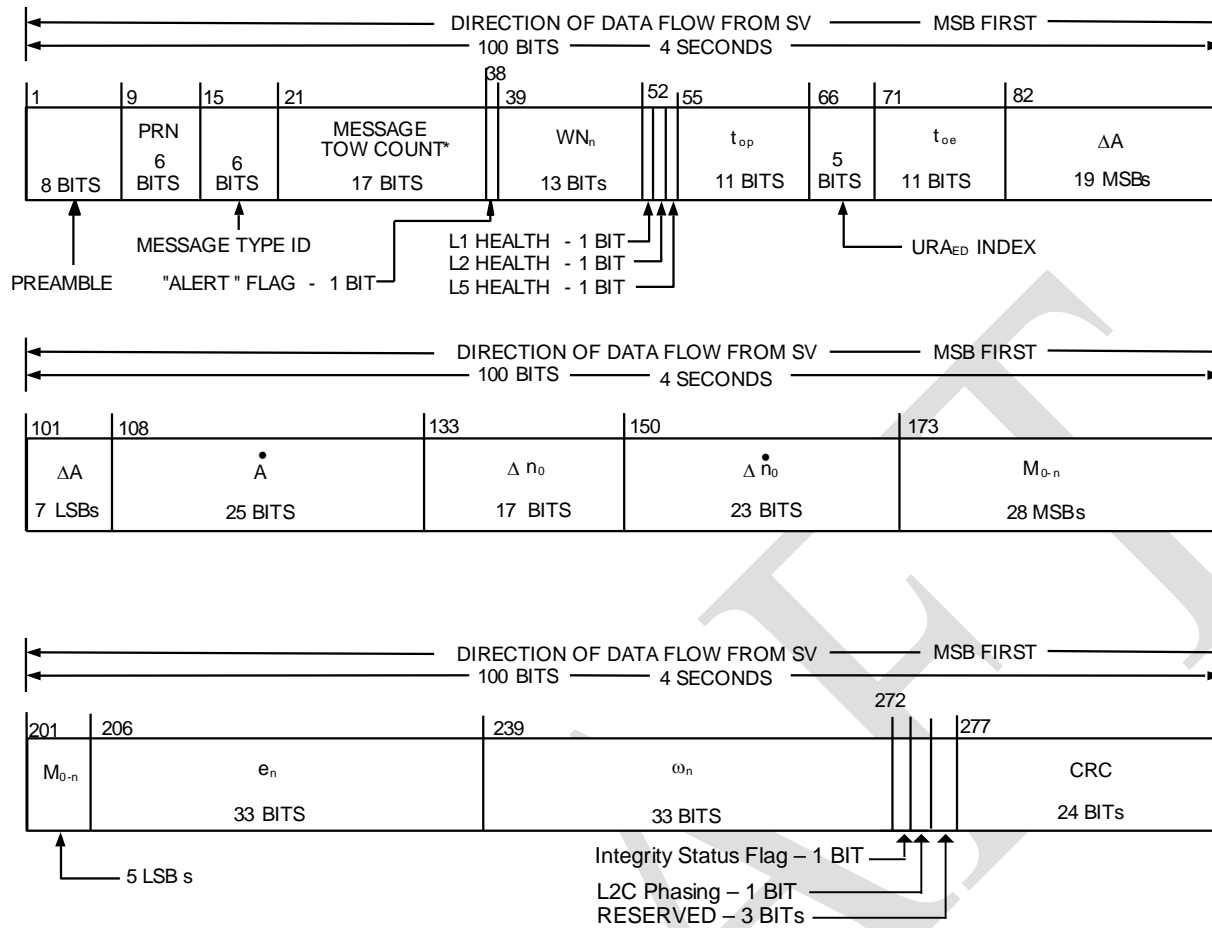 DIRECTION OF DATA FLOW FROM SV MSB FIRST
100 BITS 4 SECONDS
1 9 15 21 38 39 52 55 66 71 82
8 BITS
PRN
6
BITS
6
BITS
MESSAGE
TOW COUNT*
17 BITS
WNn
13 BITs
top
11 BITS
5
BITS
toe
11 BITS
ΔA
19 MSBs
PREAMBLE
MESSAGE TYPE ID
"ALERT" FLAG - 1 BIT
L1 HEALTH - 1 BIT
L2 HEALTH - 1 BIT
L5 HEALTH - 1 BIT
URAED INDEX
DIRECTION OF DATA FLOW FROM SV MSB FIRST
100 BITS 4 SECONDS
101 108 133 150 173
ΔA
7 LSBs
Ȧ
25 BITS
Δ n0
17 BITS
Δ ṅ0
23 BITS
M0-n
28 MSBs
DIRECTION OF DATA FLOW FROM SV MSB FIRST
100 BITS 4 SECONDS
201 206 239 272 277
M0-n
en
33 BITS
ωn
33 BITS
CRC
24 BITs
5 LSB s
Integrity Status Flag – 1 BIT
L2C Phasing – 1 BIT
RESERVED – 3 BITs